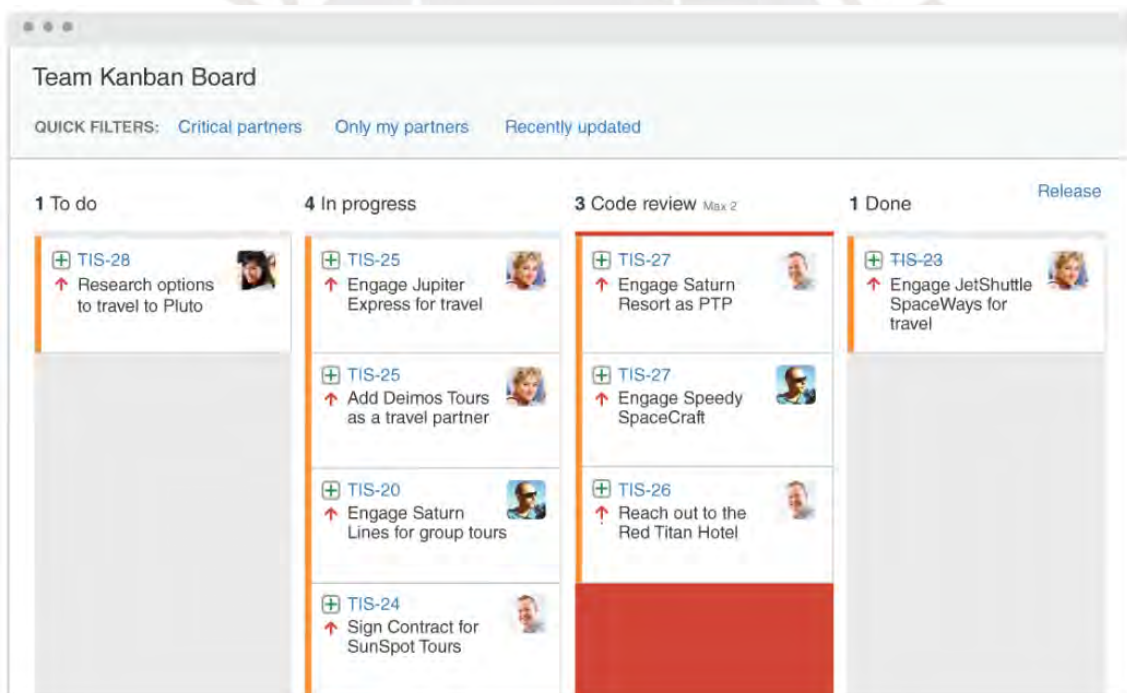 Team Kanban Board
QUICK FILTERS: Critical partners Only my partners Recently updated
Release
1 To do
TIS-28
Research options
to travel to Pluto
4 In progress
TIS-25
Engage Jupiter
Express for travel
TIS-25
Add Deimos Tours
as a travel partner
TIS-20
Engage Saturn
Lines for group tours
TIS-24
Sign Contract for
SunSpot Tours
3 Code review Max 2
TIS-27
Engage Saturn
Resort as PTP
TIS-27
Engage Speedy
SpaceCraft
TIS-26
Reach out to the
Red Titan Hotel
1 Done
TIS-23
Engage JetShuttle
SpaceWays for
travel